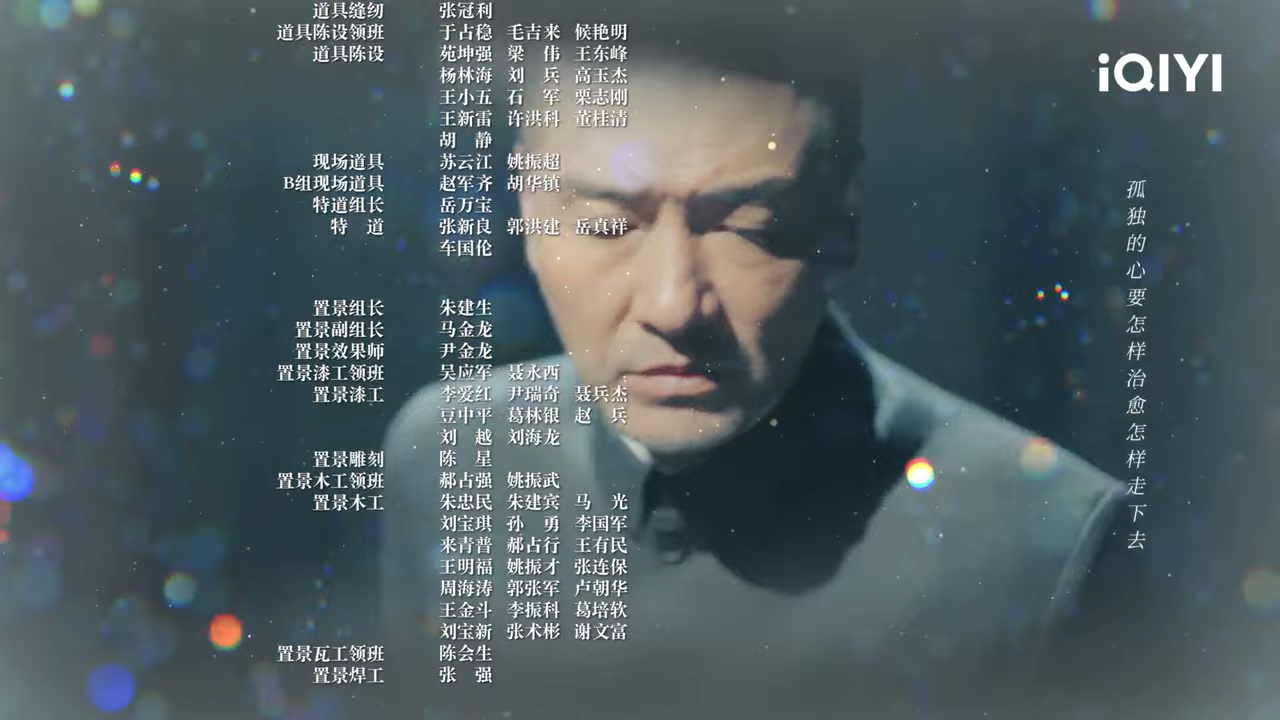 道具缝纫 张冠利
道具陈设领班 于占稳 毛吉来 候艳明
道具陈设 苑坤强 梁 伟 王东峰
杨林海 刘 兵 高玉杰
王小五 石 军 栗志刚
王新雷 许洪科 董桂清
胡 静
现场道具 苏云江 姚振超
B组现场道具 赵军齐 胡华镇
特道组长 岳万宝
特 道 张新良 郭洪建 岳真祥
车国伦
置景组长 朱建生
置景副组长 马金龙
置景效果师 尹金龙
置景漆工领班 吴应军 聂永西
置景漆工 李爱红 尹瑞奇 聂兵杰
豆中平 葛林银 赵 兵
刘 越 刘海龙
置景雕刻 陈 星
置景木工领班 郝占强 姚振武
置景木工 朱忠民 朱建宾 马 光
刘宝琪 孙 勇 李国军
来青普 郝占行 王有民
王明福 姚振才 张连保
周海涛 郭张军 卢朝华
王金斗 李振科 葛培软
刘宝新 张术彬 谢文富
置景瓦工领班 陈会生
置景焊工 张 强
iQIYI
孤独的心要怎样治愈怎样走下去